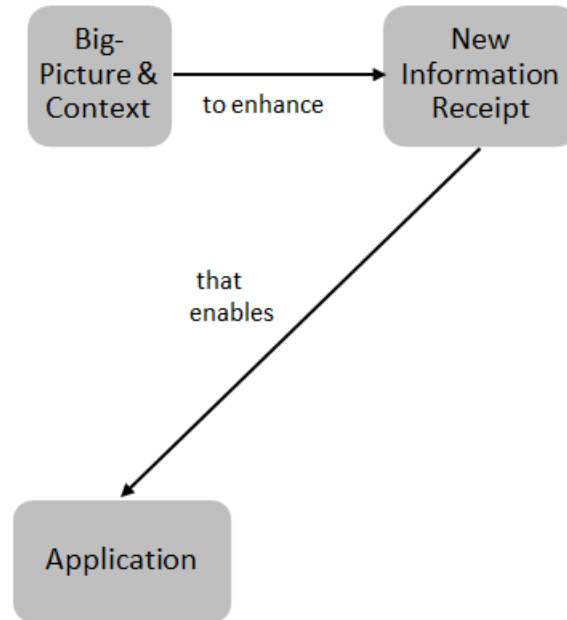 Big-
Picture &
Context
to enhance
New
Information
Receipt
that
enables
Application